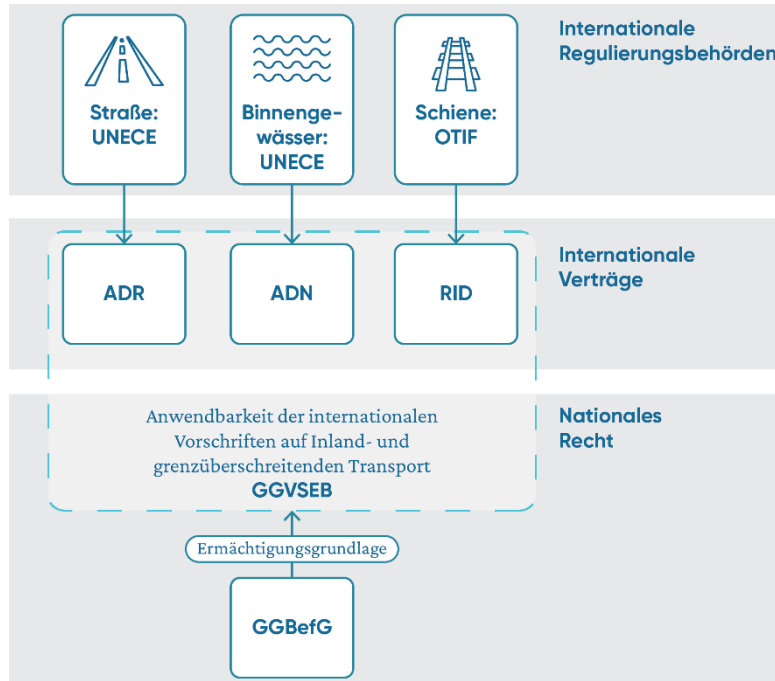 Internationale
Regulierungsbehörden
Straße:
UNECE
Binnenge-
wässer:
UNECE
Schiene:
OTIF
Internationale
Verträge
ADR
ADN
RID
Nationales
Recht
Anwendbarkeit der internationalen
Vorschriften auf Inland- und
grenzüberschreitenden Transport
GGVSEB
Ermächtigungsgrundlage
GGBefG